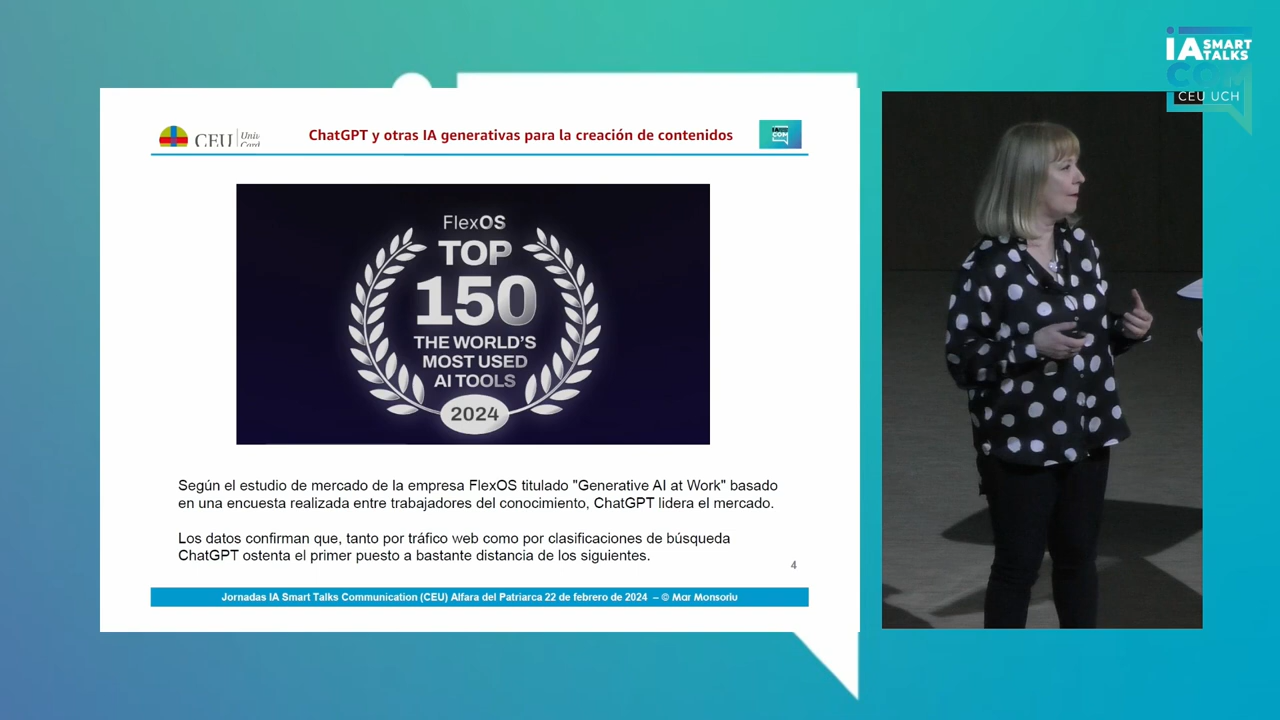 IA SMART
TALKS
COM
CEU UCH
CEU
ChatGPT y otras IA generativas para la creación de contenidos
FlexOS
TOP
150
THE WORLD'S
MOST USED
AI TOOLS
2024
Según el estudio de mercado de la empresa FlexOS titulado "Generative AI at Work" basado
en una encuesta realizada entre trabajadores del conocimiento, ChatGPT lidera el mercado.
Los datos confirman que, tanto por tráfico web como por clasificaciones de búsqueda
ChatGPT ostenta el primer puesto a bastante distancia de los siguientes.
4
Jornadas IA Smart Talks Communication (CEU) Alfara del Patriarca 22 de febrero de 2024 – © Mar Monsoriu